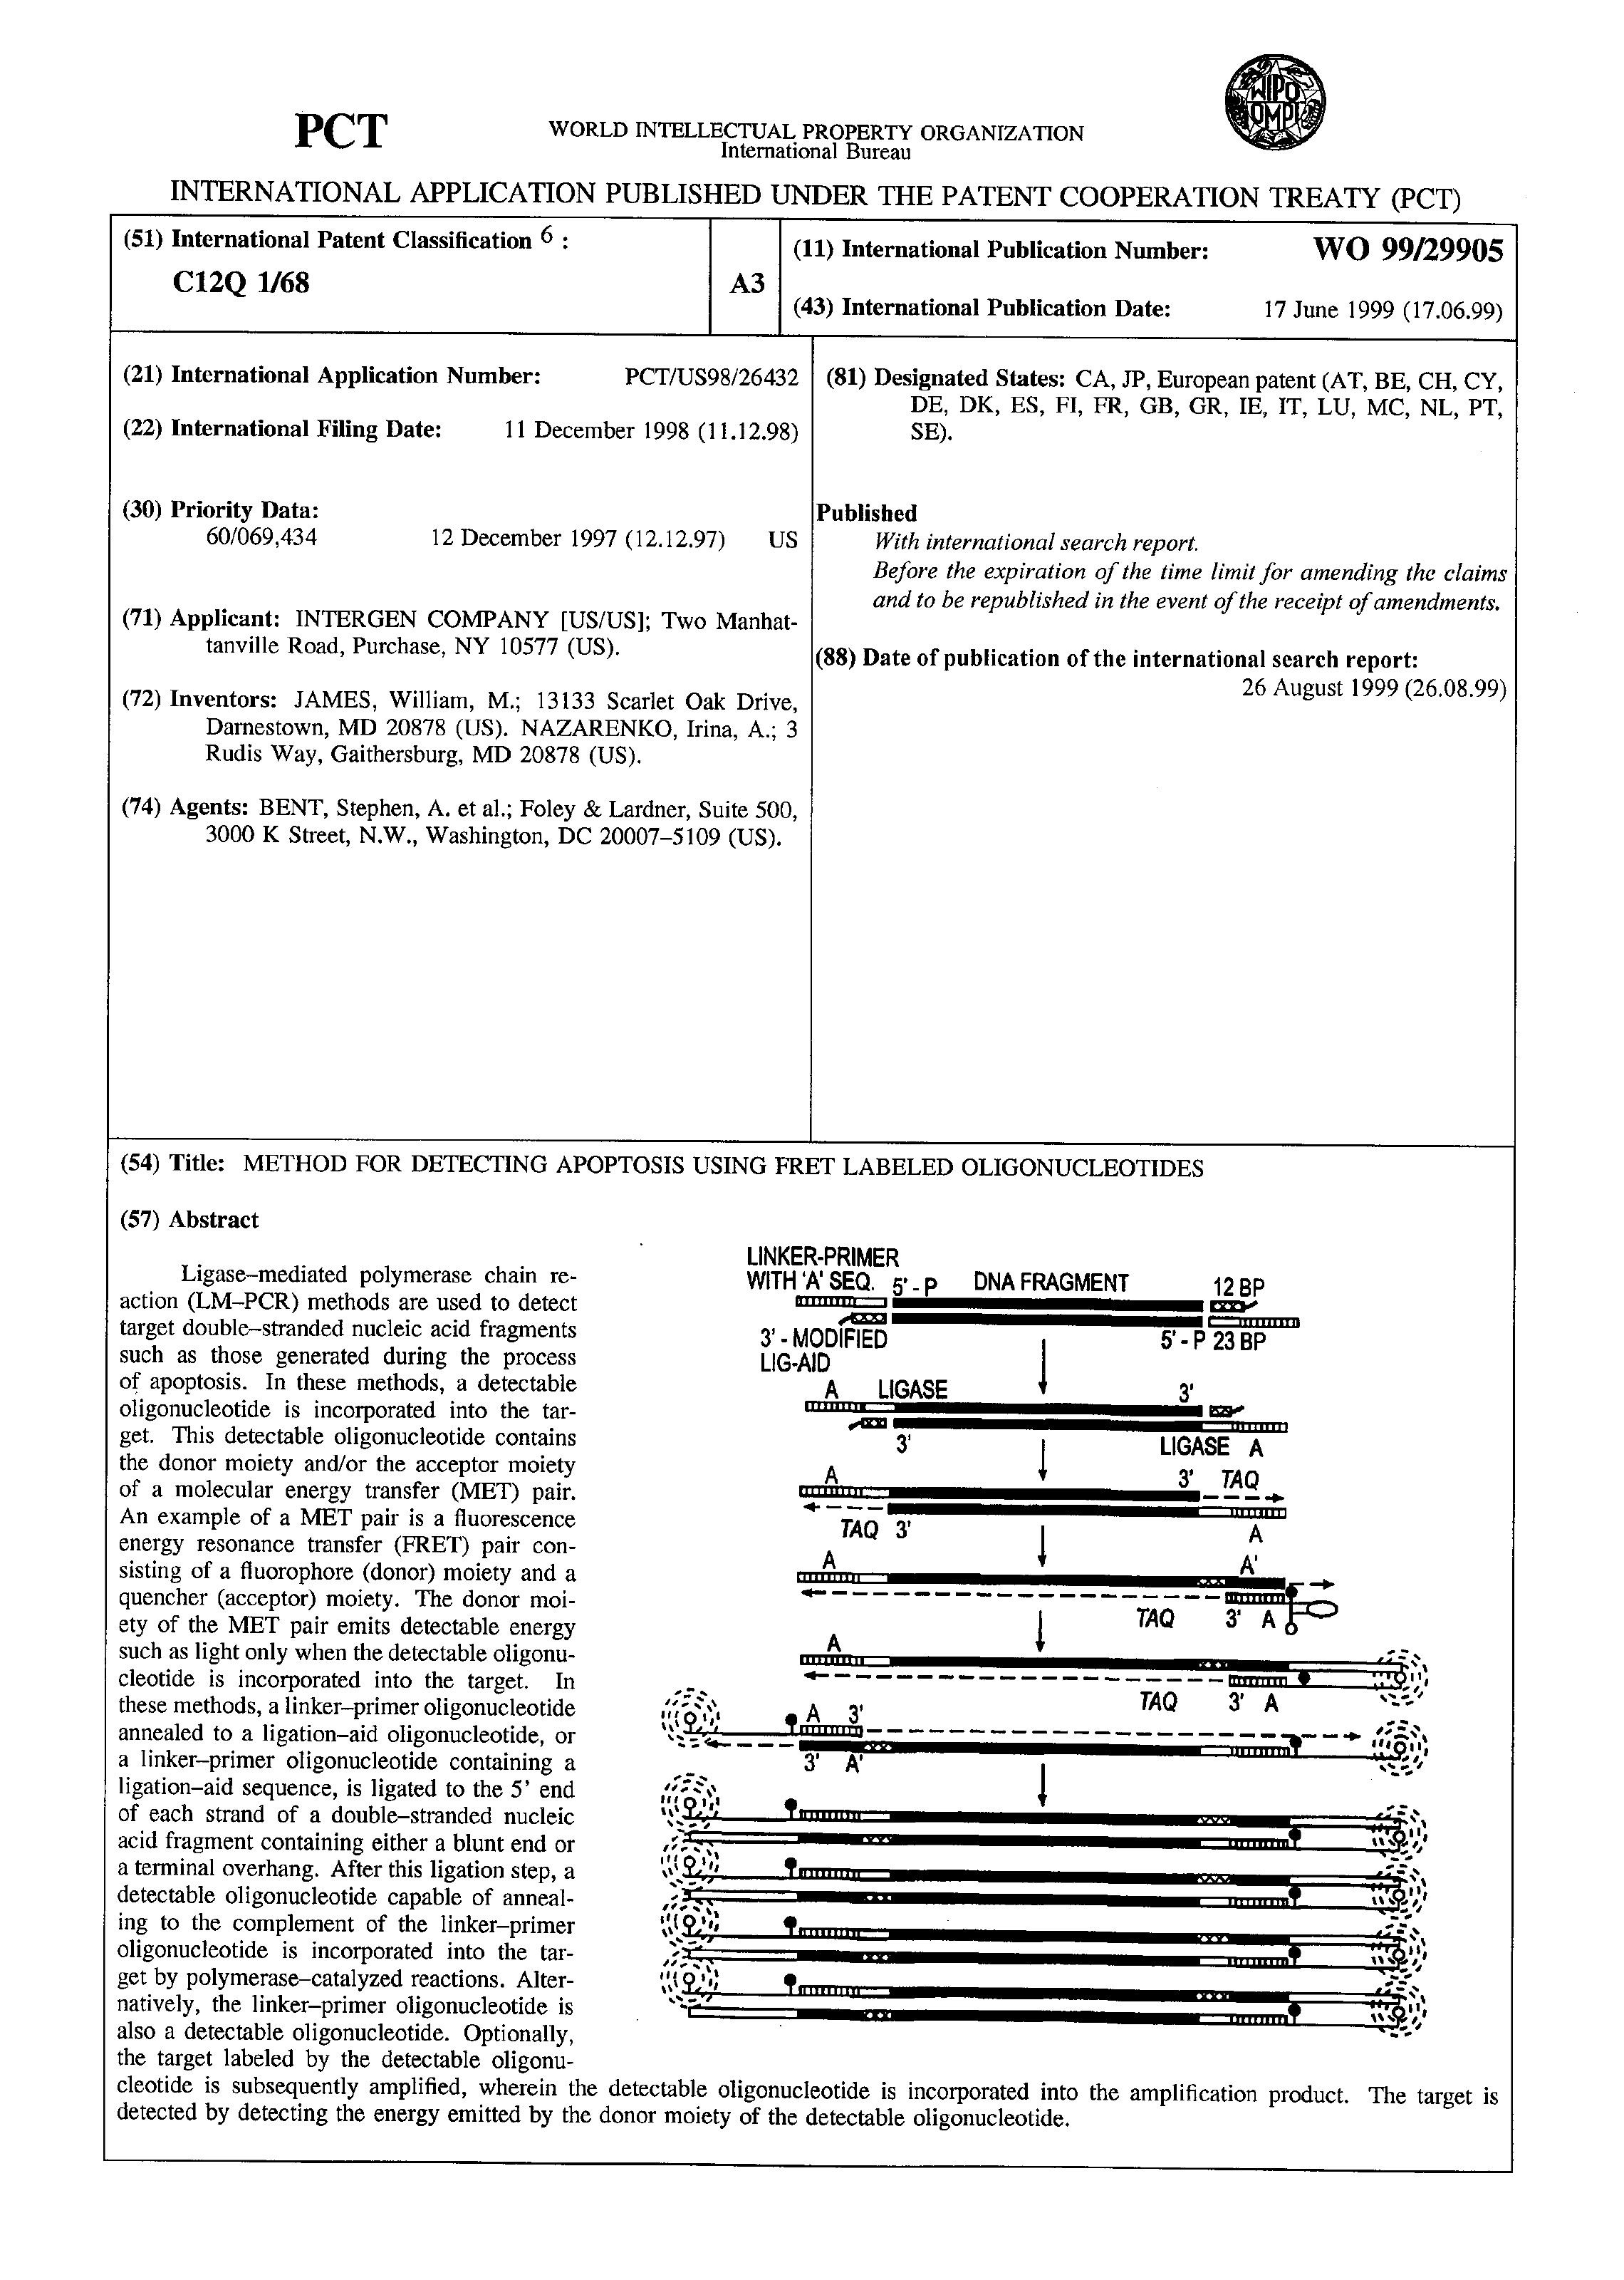 WIPO
OMPI
PCT
WORLD INTELLECTUAL PROPERTY ORGANIZATION
International Bureau
INTERNATIONAL APPLICATION PUBLISHED UNDER THE PATENT COOPERATION TREATY (PCT)
(51) International Patent Classification 6 :
C12Q 1/68
A3
(11) International Publication Number: WO 99/29905
(43) International Publication Date: 17 June 1999 (17.06.99)
(21) International Application Number: PCT/US98/26432
(22) International Filing Date: 11 December 1998 (11.12.98)
(30) Priority Data:
60/069,434 12 December 1997 (12.12.97) US
(71) Applicant: INTERGEN COMPANY [US/US]; Two Manhat-
tanville Road, Purchase, NY 10577 (US).
(72) Inventors: JAMES, William, M.; 13133 Scarlet Oak Drive,
Darnestown, MD 20878 (US). NAZARENKO, Irina, A.; 3
Rudis Way, Gaithersburg, MD 20878 (US).
(74) Agents: BENT, Stephen, A. et al.; Foley & Lardner, Suite 500,
3000 K Street, N.W., Washington, DC 20007-5109 (US).
(81) Designated States: CA, JP, European patent (AT, BE, CH, CY,
DE, DK, ES, FI, FR, GB, GR, IE, IT, LU, MC, NL, PT,
SE).
Published
With international search report.
Before the expiration of the time limit for amending the claims
and to be republished in the event of the receipt of amendments.
(88) Date of publication of the international search report:
26 August 1999 (26.08.99)
(54) Title: METHOD FOR DETECTING APOPTOSIS USING FRET LABELED OLIGONUCLEOTIDES
(57) Abstract
Ligase-mediated polymerase chain re-
action (LM-PCR) methods are used to detect
target double-stranded nucleic acid fragments
such as those generated during the process
of apoptosis. In these methods, a detectable
oligonucleotide is incorporated into the tar-
get. This detectable oligonucleotide contains
the donor moiety and/or the acceptor moiety
of a molecular energy transfer (MET) pair.
An example of a MET pair is a fluorescence
energy resonance transfer (FRET) pair con-
sisting of a fluorophore (donor) moiety and a
quencher (acceptor) moiety. The donor moi-
ety of the MET pair emits detectable energy
such as light only when the detectable oligonu-
cleotide is incorporated into the target. In
these methods, a linker-primer oligonucleotide
annealed to a ligation-aid oligonucleotide, or
a linker-primer oligonucleotide containing a
ligation-aid sequence, is ligated to the 5' end
of each strand of a double-stranded nucleic
acid fragment containing either a blunt end or
a terminal overhang. After this ligation step, a
detectable oligonucleotide capable of anneal-
ing to the complement of the linker-primer
oligonucleotide is incorporated into the tar-
get by polymerase-catalyzed reactions. Alter-
natively, the linker-primer oligonucleotide is
also a detectable oligonucleotide. Optionally,
the target labeled by the detectable oligonu-
cleotide is subsequently amplified, wherein the detectable oligonucleotide is incorporated into the amplification product. The target is
detected by detecting the energy emitted by the donor moiety of the detectable oligonucleotide.
LINKER-PRIMER
WITH 'A' SEQ. 5'-P DNA FRAGMENT 12 BP
3'-MODIFIED 5'-P 23 BP
LIG-AID
A LIGASE 3'
3' LIGASE A
A 3' TAQ
TAQ 3' A
A A'
TAQ 3' A
A
TAQ 3' A
A 3'
3' A'